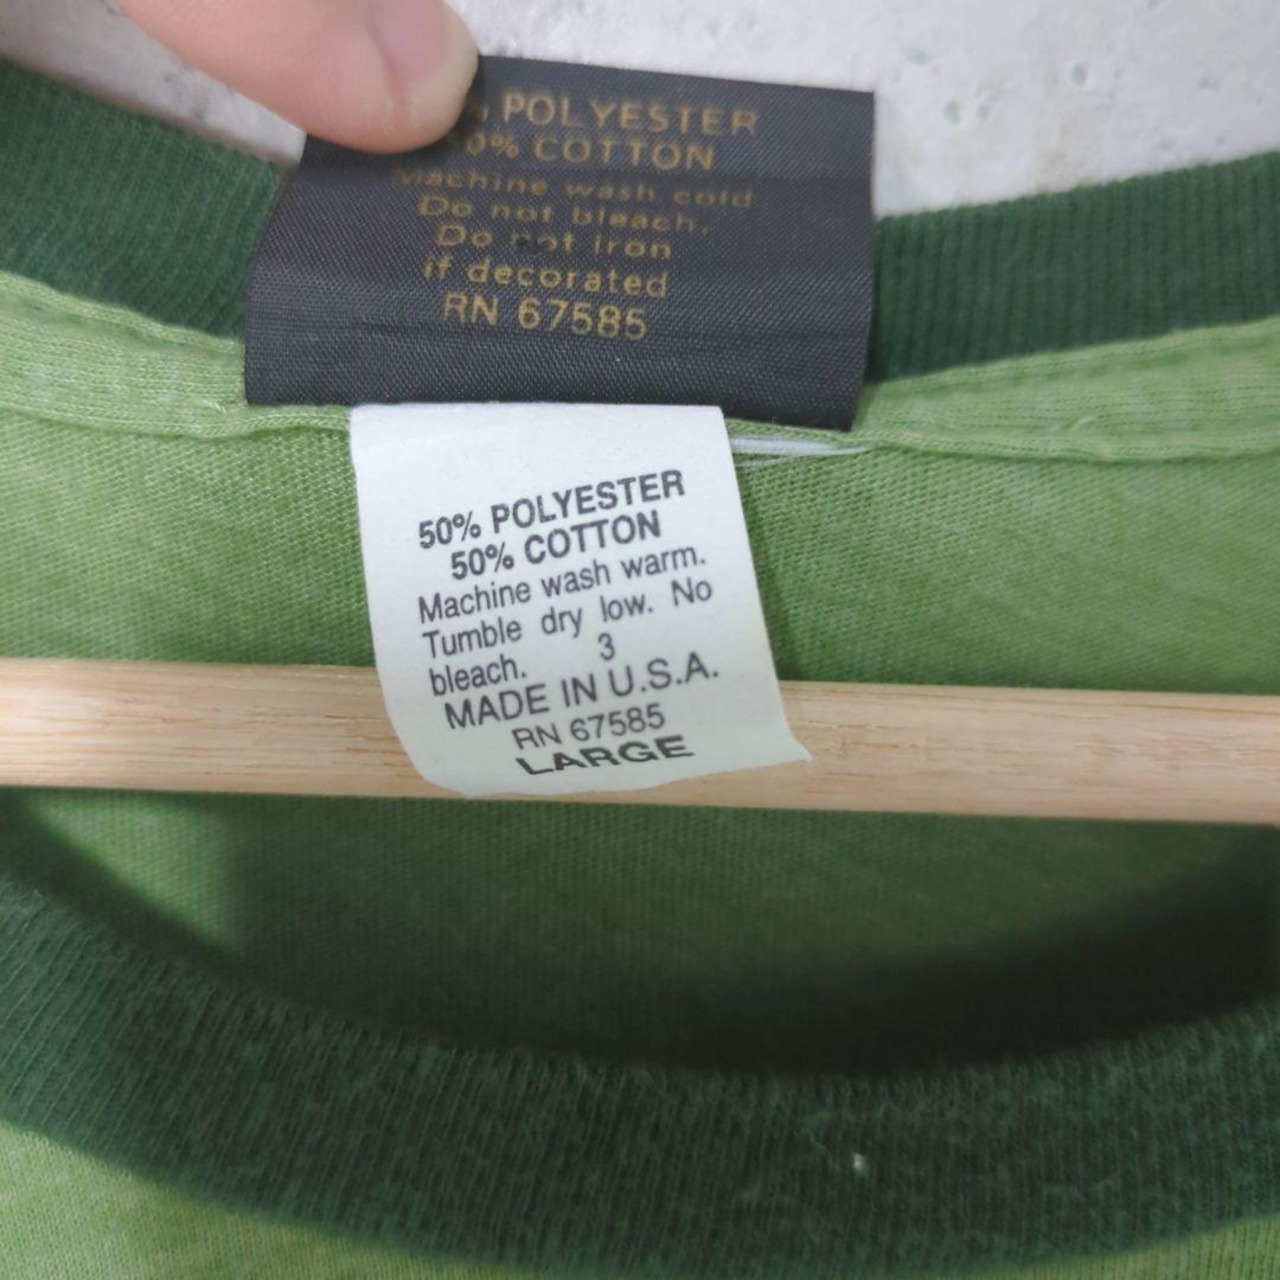 % POLYESTER
0% COTTON
Machine wash cold
Do not bleach.
Do not iron
if decorated
RN 67585
50% POLYESTER
50% COTTON
Machine wash warm.
Tumble dry low. No
bleach. 3
MADE IN U.S.A.
RN 67585
LARGE